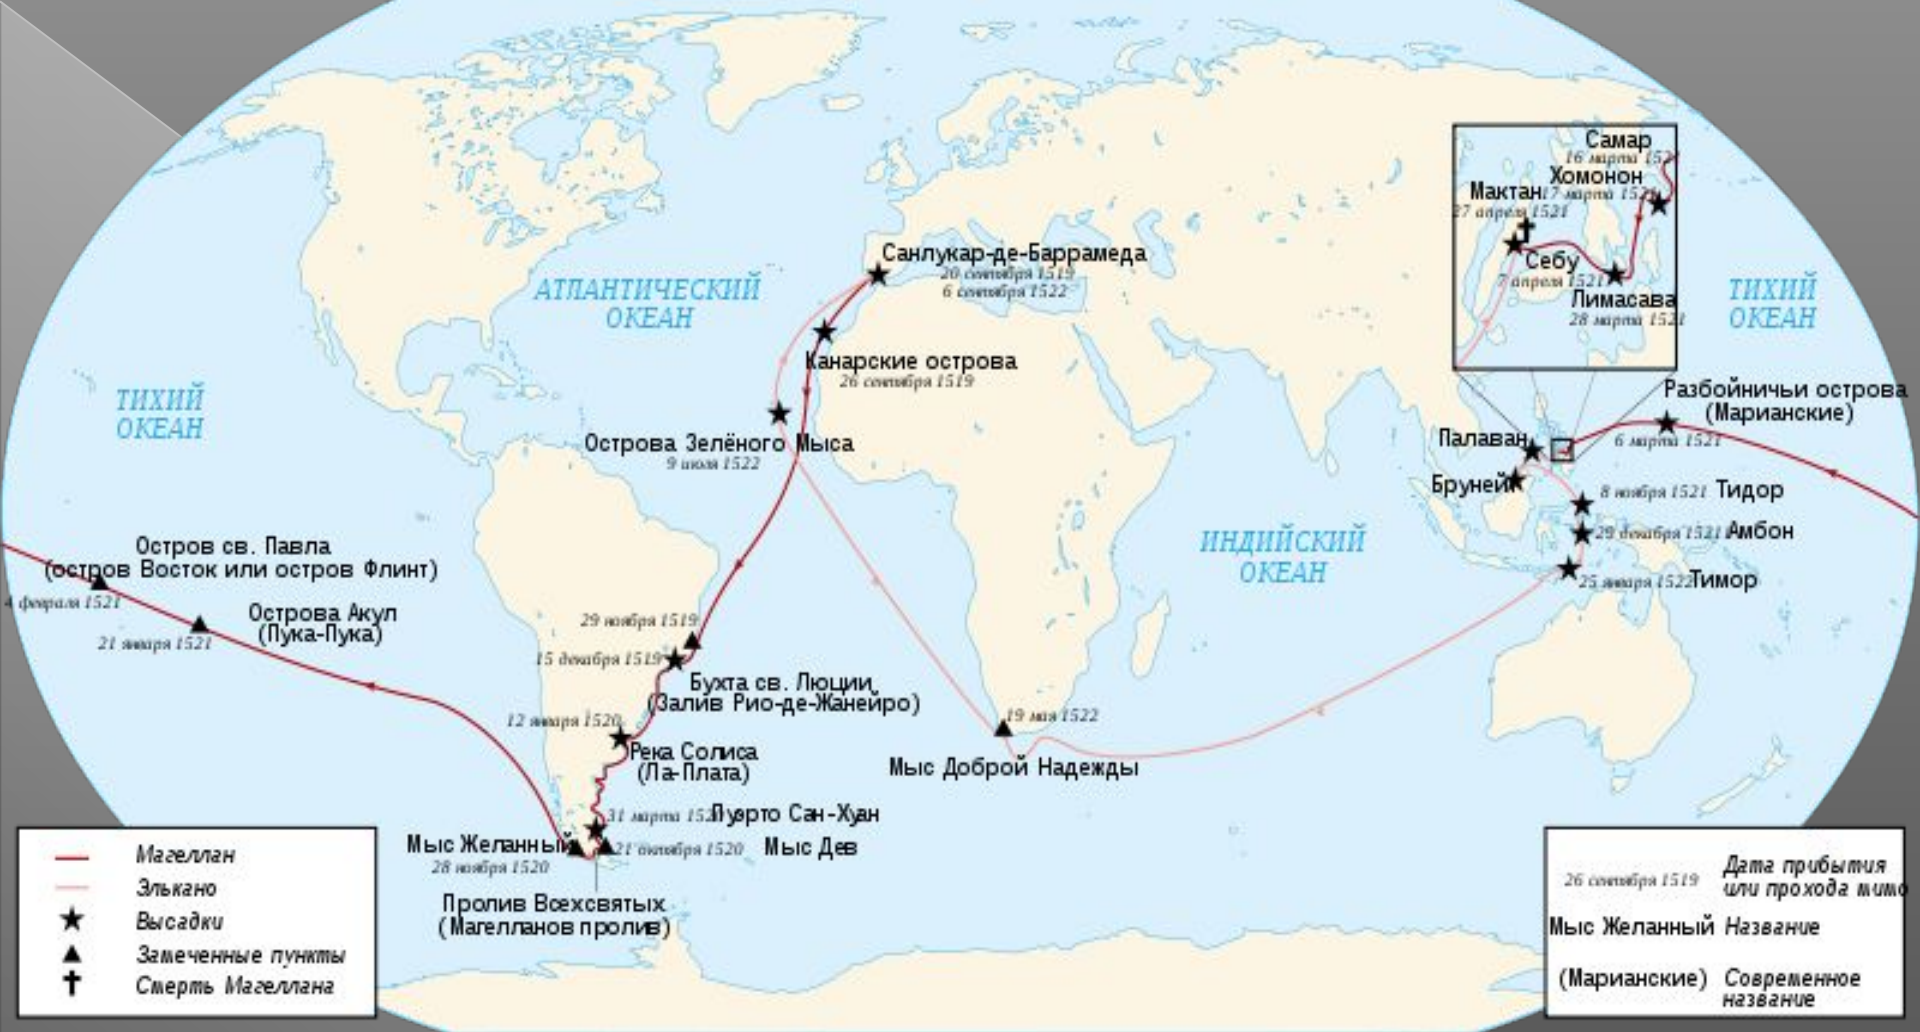 Самар
16 марта 1521
Хомонон
17 марта 1521
Мактан
27 апреля 1521
Себу
7 апреля 1521
Лимасава
28 марта 1521
Санлукар-де-Баррамеда
20 сентября 1519
6 сентября 1522
АТЛАНТИЧЕСКИЙ
ОКЕАН
ТИХИЙ
ОКЕАН
Канарские острова
26 сентября 1519
ТИХИЙ
ОКЕАН
Разбойничьи острова
(Марианские)
6 марта 1521
Острова Зелёного Мыса
9 июля 1522
Палаван
Бруней
8 ноября 1521 Тидор
29 декабря 1521 Амбон
25 января 1522 Тимор
ИНДИЙСКИЙ
ОКЕАН
Остров св. Павла
(остров Восток или остров Флинт)
4 февраля 1521
Острова Акул
(Пука-Пука)
21 января 1521
29 ноября 1519
15 декабря 1519
Бухта св. Люции
(Залив Рио-де-Жанейро)
12 января 1520
Река Солиса
(Ла-Плата)
19 мая 1522
Мыс Доброй Надежды
31 марта 1520 Пуэрто Сан-Хуан
Мыс Желанный
28 ноября 1520
21 октября 1520 Мыс Дев
Пролив Всехсвятых
(Магелланов пролив)
Магеллан
Элькано
Высадки
Замеченные пункты
Смерть Магеллана
26 сентября 1519 Дата прибытия
или прохода мимо
Мыс Желанный Название
(Марианские) Современное
название